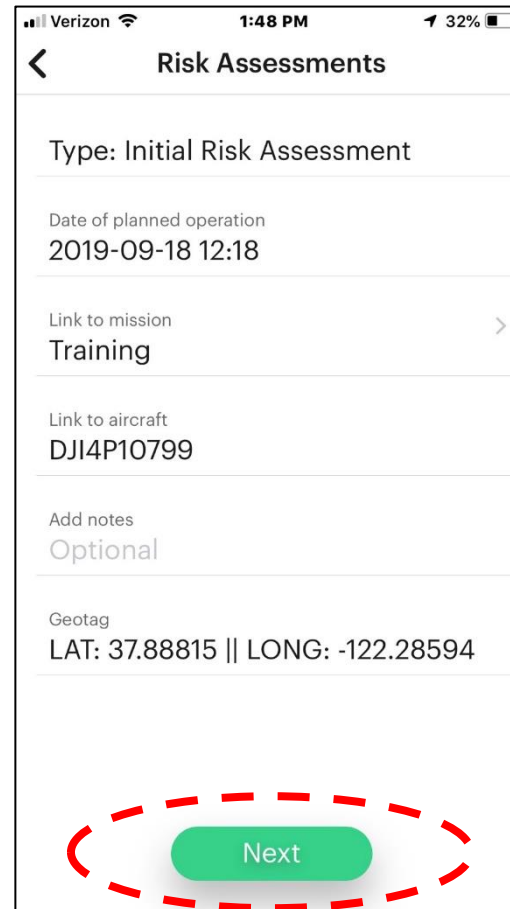 Verizon 1:48 PM 32%
Risk Assessments
Type: Initial Risk Assessment
Date of planned operation
2019-09-18 12:18
Link to mission
Training
Link to aircraft
DJI4P10799
Add notes
Optional
Geotag
LAT: 37.88815 || LONG: -122.28594
Next